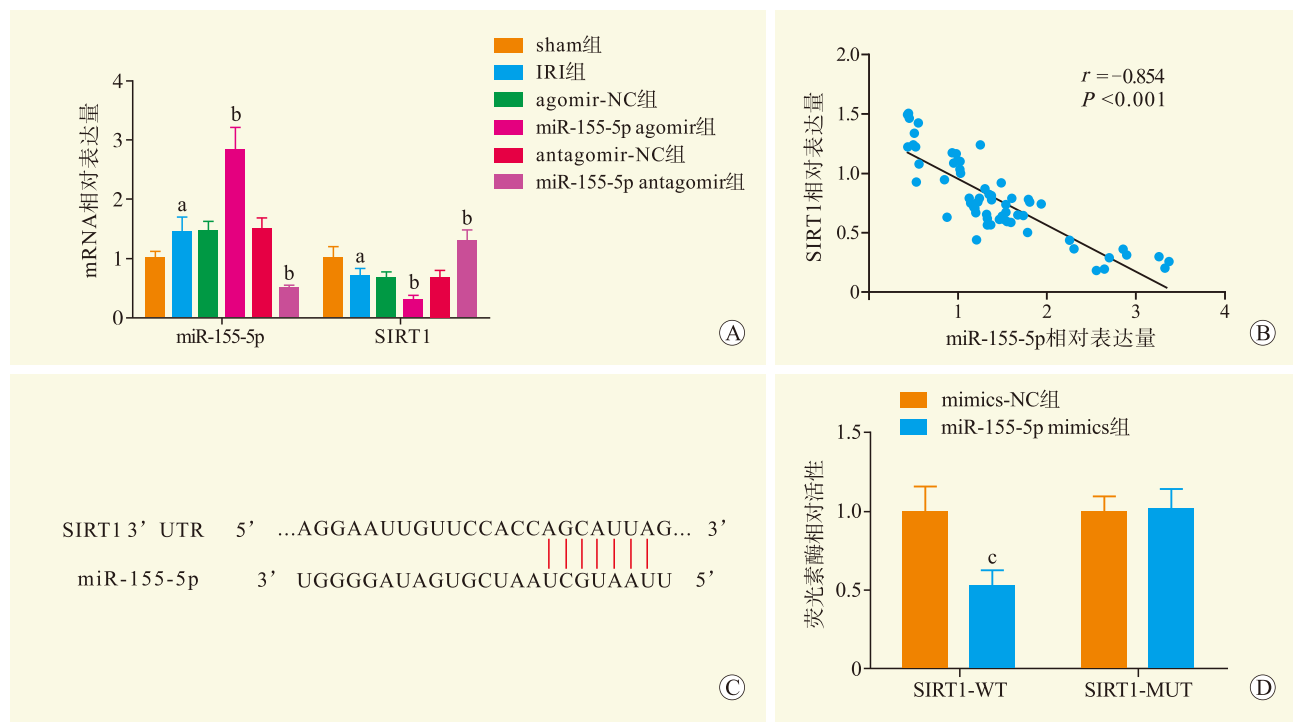 sham组
IRI组
agomir-NC组
miR-155-5p agomir组
antagomir-NC组
miR-155-5p antagomir组
mRNA相对表达量
4
3
2
1
0
a
b
b
a
b
b
miR-155-5p
SIRT1
A
SIRT1相对表达量
2.0
1.5
1.0
0.5
0
r =−0.854
P <0.001
1
2
3
4
miR-155-5p相对表达量
B
SIRT1 3’ UTR 5’ …AGGAAUUGUUCCACCAGCAUUAG… 3’
miR-155-5p 3’ UGGGGAUAGUGCUAAUCGUAAUU 5’
C
mimics-NC组
miR-155-5p mimics组
荧光素酶相对活性
1.5
1.0
0.5
0
c
SIRT1-WT
SIRT1-MUT
D